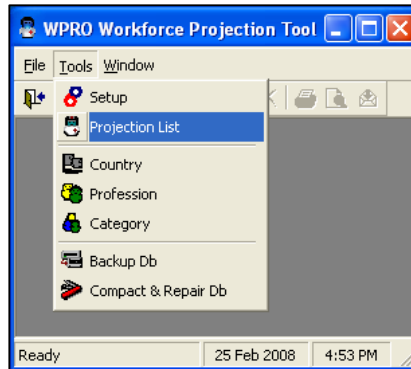 WPRO Workforce Projection Tool
File Tools Window
Setup
Projection List
Country
Profession
Category
Backup Db
Compact & Repair Db
Ready 25 Feb 2008 4:53 PM